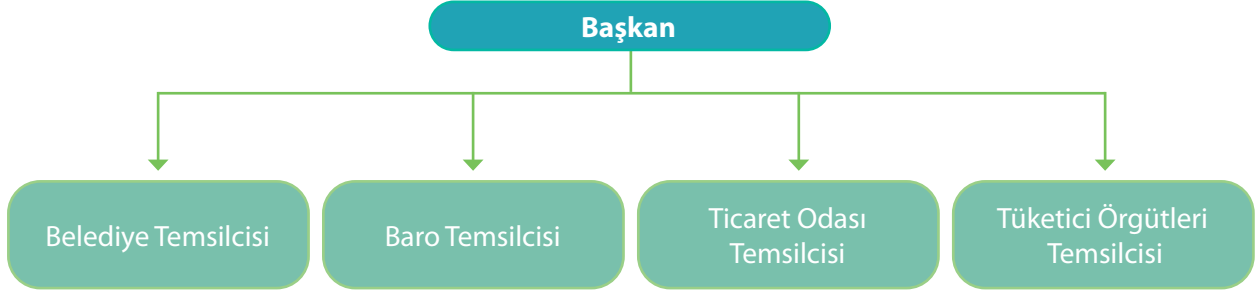 Başkan
Belediye Temsilcisi
Baro Temsilcisi
Ticaret Odası
Temsilcisi
Tüketici Örgütleri
Temsilcisi